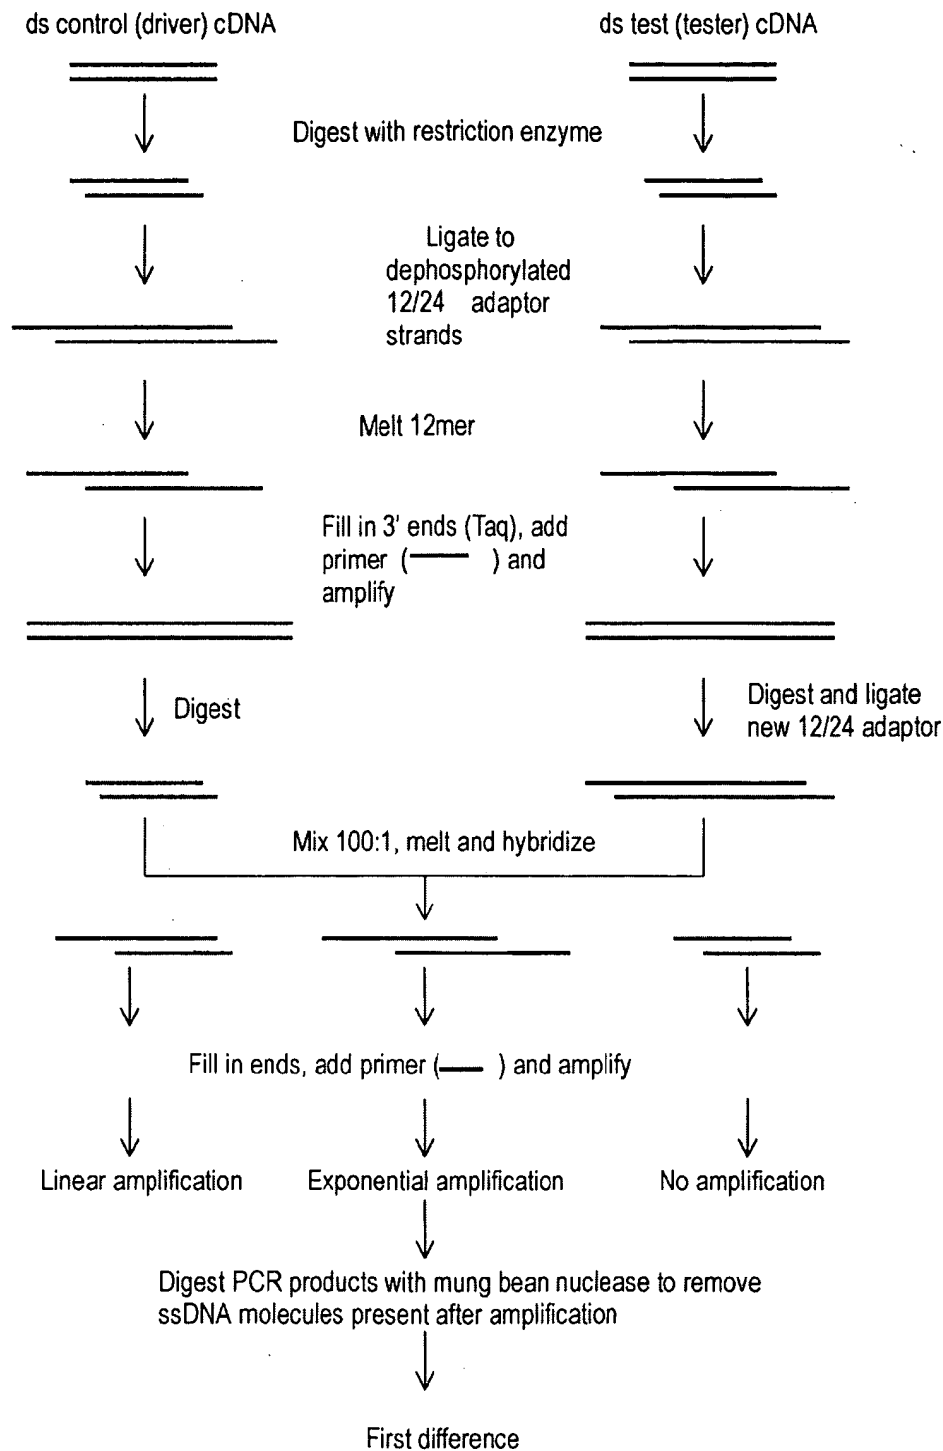 ds control (driver) cDNA
ds test (tester) cDNA
Digest with restriction enzyme
Ligate to
dephosphorylated
12/24 adaptor
strands
Melt 12mer
Fill in 3' ends (Taq), add
primer ( ) and
amplify
Digest
Digest and ligate
new 12/24 adaptor
Mix 100:1, melt and hybridize
Fill in ends, add primer ( ) and amplify
Linear amplification
Exponential amplification
No amplification
Digest PCR products with mung bean nuclease to remove
ssDNA molecules present after amplification
First difference